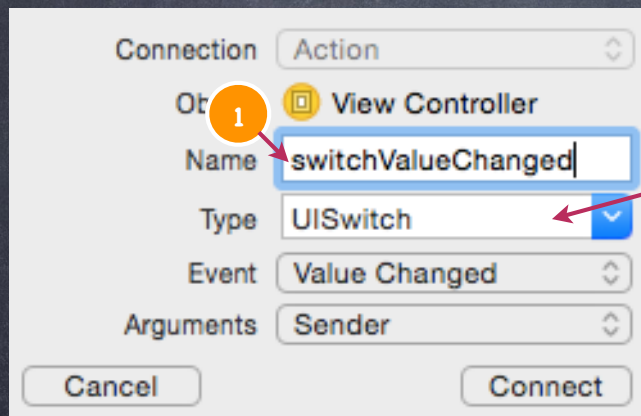 Connection Action
Ob View Controller
1
Name switchValueChanged
Type UISwitch
Event Value Changed
Arguments Sender
Cancel Connect